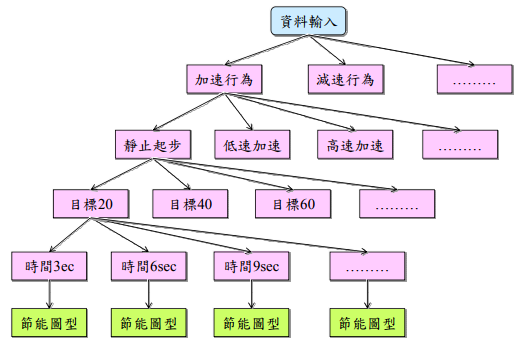 資料輸入
加速行為
減速行為
………
靜止起步
低速加速
高速加速
………
目標20
目標40
目標60
………
時間3ec
時間6sec
時間9sec
………
節能圖型
節能圖型
節能圖型
節能圖型